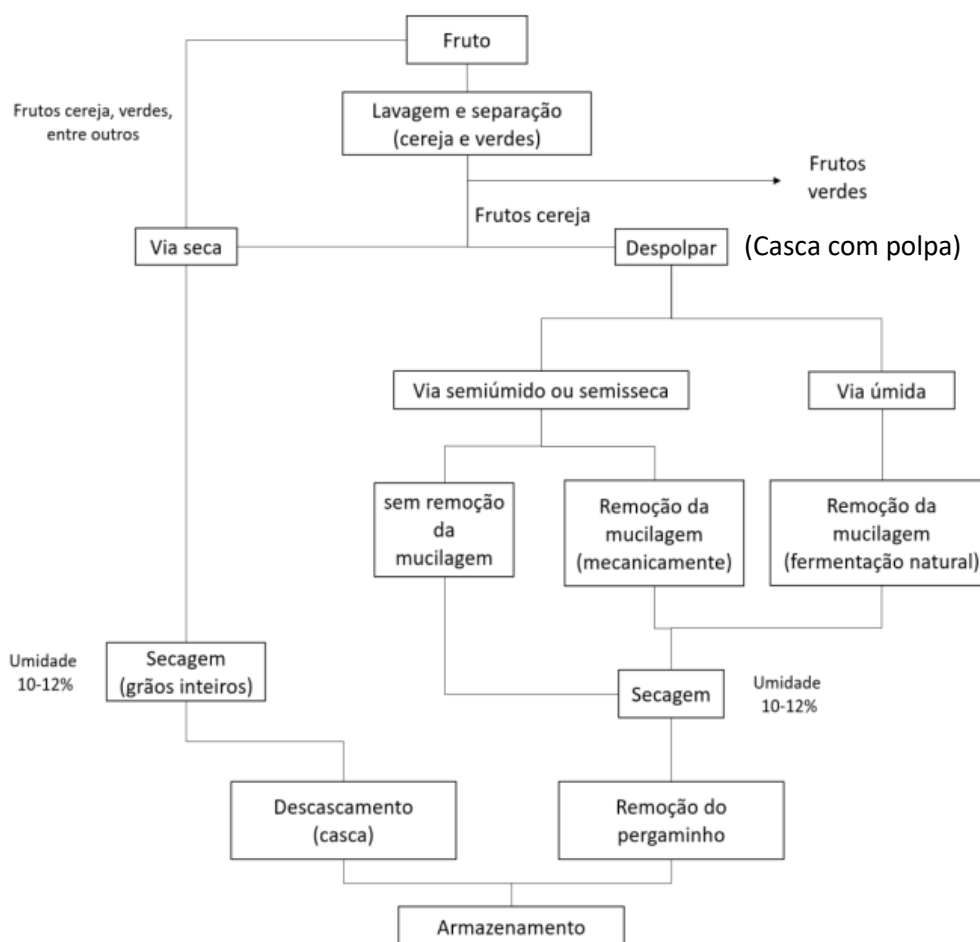 Fruto
Frutos cereja, verdes,
entre outros
Lavagem e separação
(cereja e verdes)
Frutos
verdes
Frutos cereja
Via seca
Despolpar
(Casca com polpa)
Via semiúmido ou semisseca
Via úmida
sem remoção
da
mucilagem
Remoção da
mucilagem
(mecanicamente)
Remoção da
mucilagem
(fermentação natural)
Umidade
10-12%
Secagem
(grãos inteiros)
Secagem
Umidade
10-12%
Descascamento
(casca)
Remoção do
pergaminho
Armazenamento